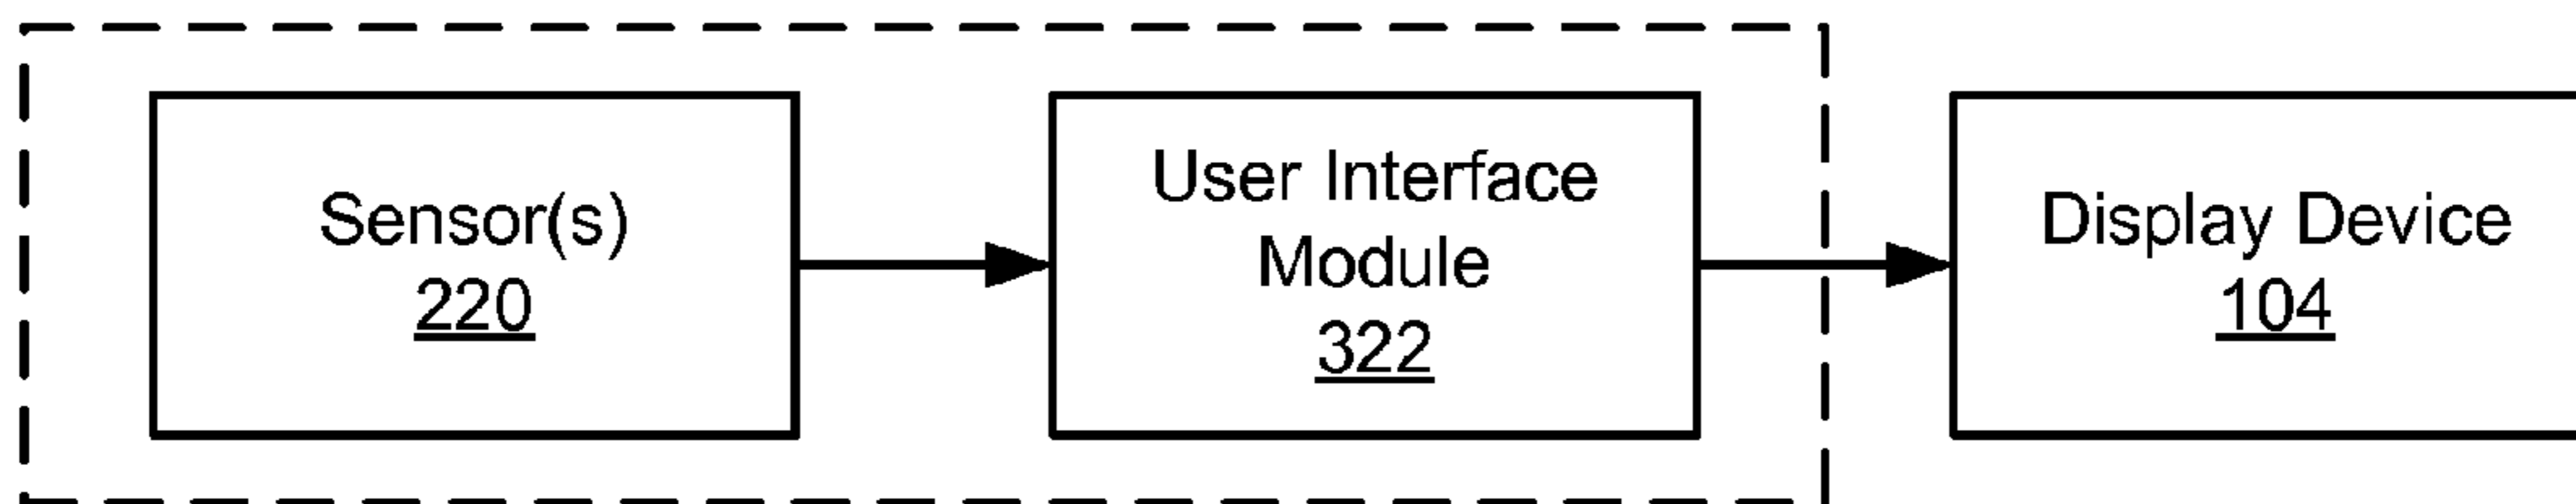 Sensor(s)
220
User Interface
Module
322
Display Device
104